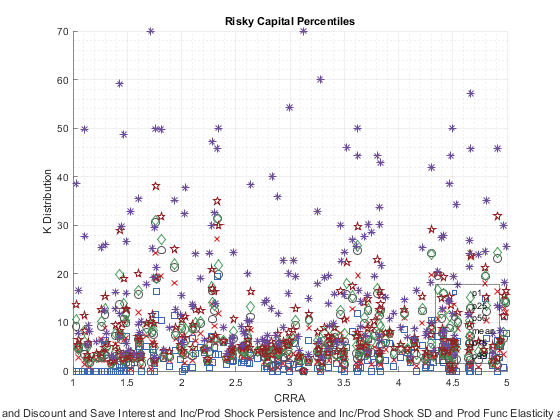 Risky Capital Percentiles
70
60
50
40
30
20
10
0
K Distribution
1 1.5 2 2.5 3 3.5 4 4.5 5
CRRA
and Discount and Save Interest and Inc/Prod Shock Persistence and Inc/Prod Shock SD and Prod Func Elasticity